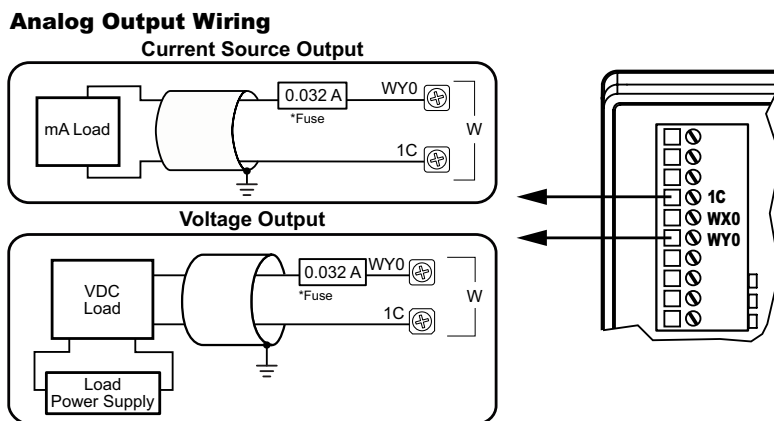 Analog Output Wiring
Current Source Output
mA Load
0.032 A
*Fuse
WY0
1C
W
Voltage Output
VDC
Load
0.032 A
*Fuse
WY0
1C
W
Load
Power Supply
1C
WX0
WY0